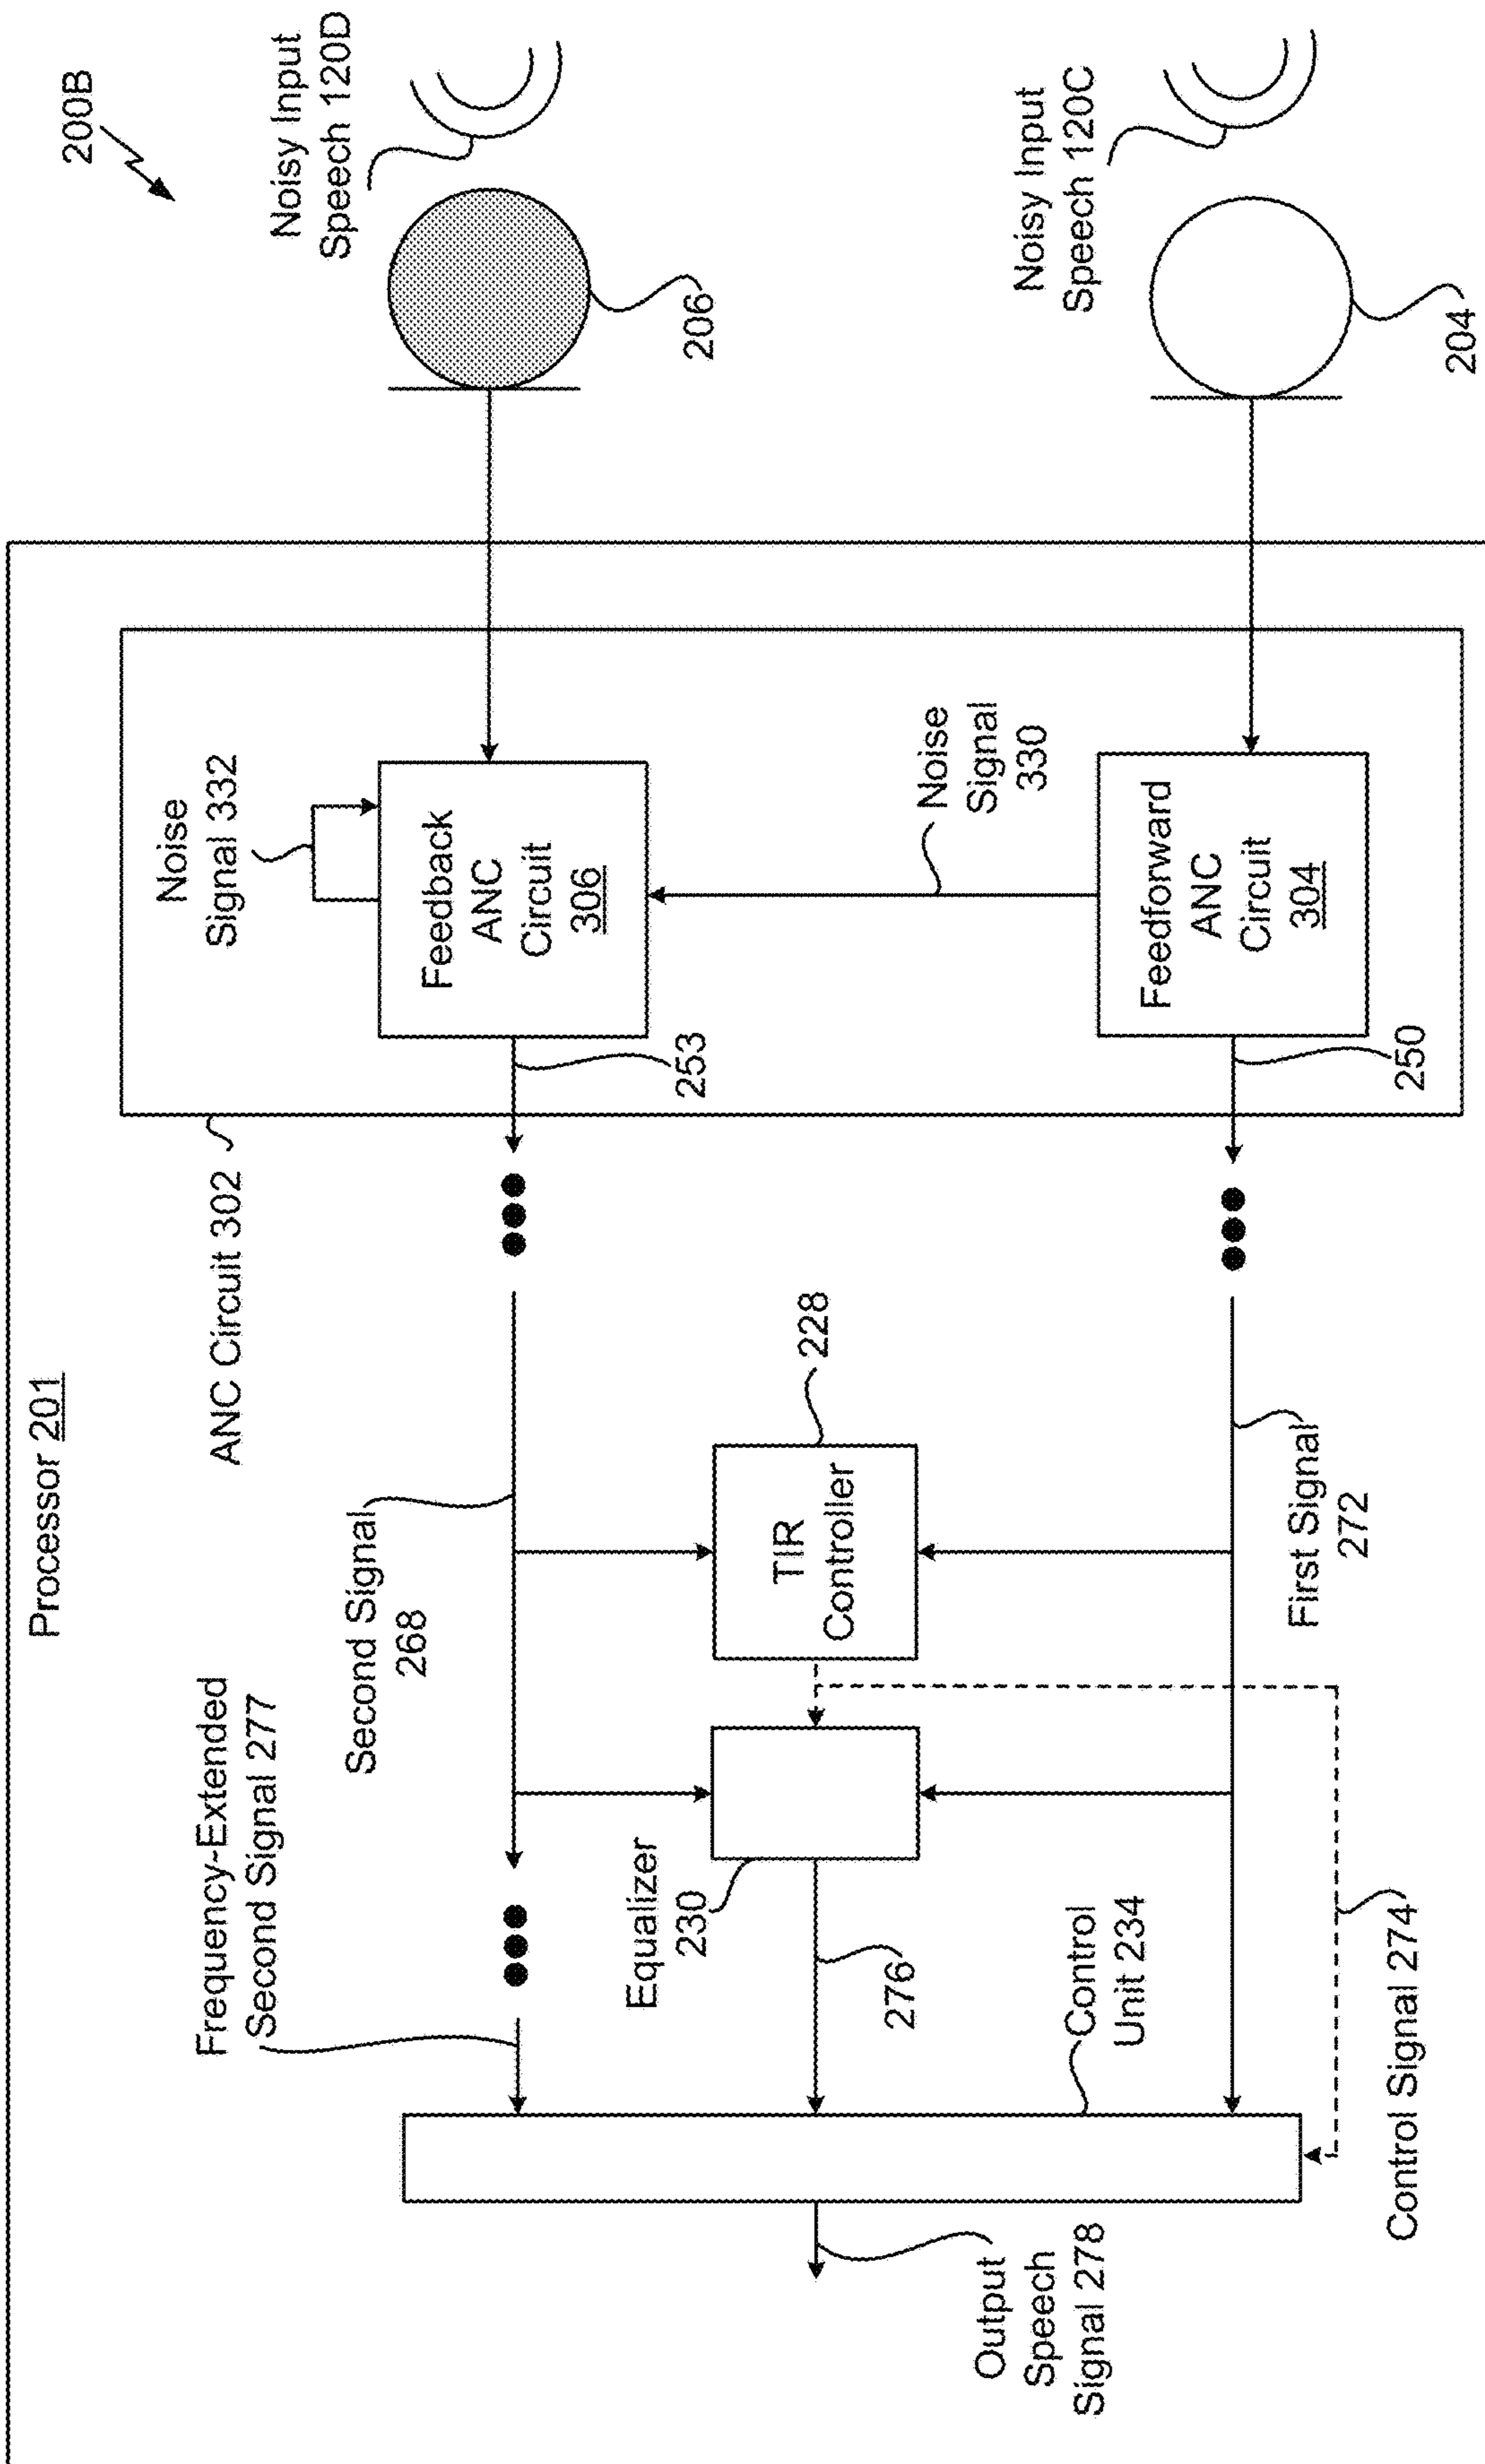 200B
Processor 201
Noisy Input
Speech 120D
206
Noisy Input
Speech 120C
204
ANC Circuit 302
Noise
Signal 332
Feedback
ANC
Circuit
306
253
Noise
Signal
330
Feedforward
ANC
Circuit
304
250
Frequency-Extended
Second Signal 277
Second Signal
268
TIR
Controller
228
Equalizer
230
276
Control
Unit 234
First Signal
272
Control Signal 274
Output
Speech
Signal 278